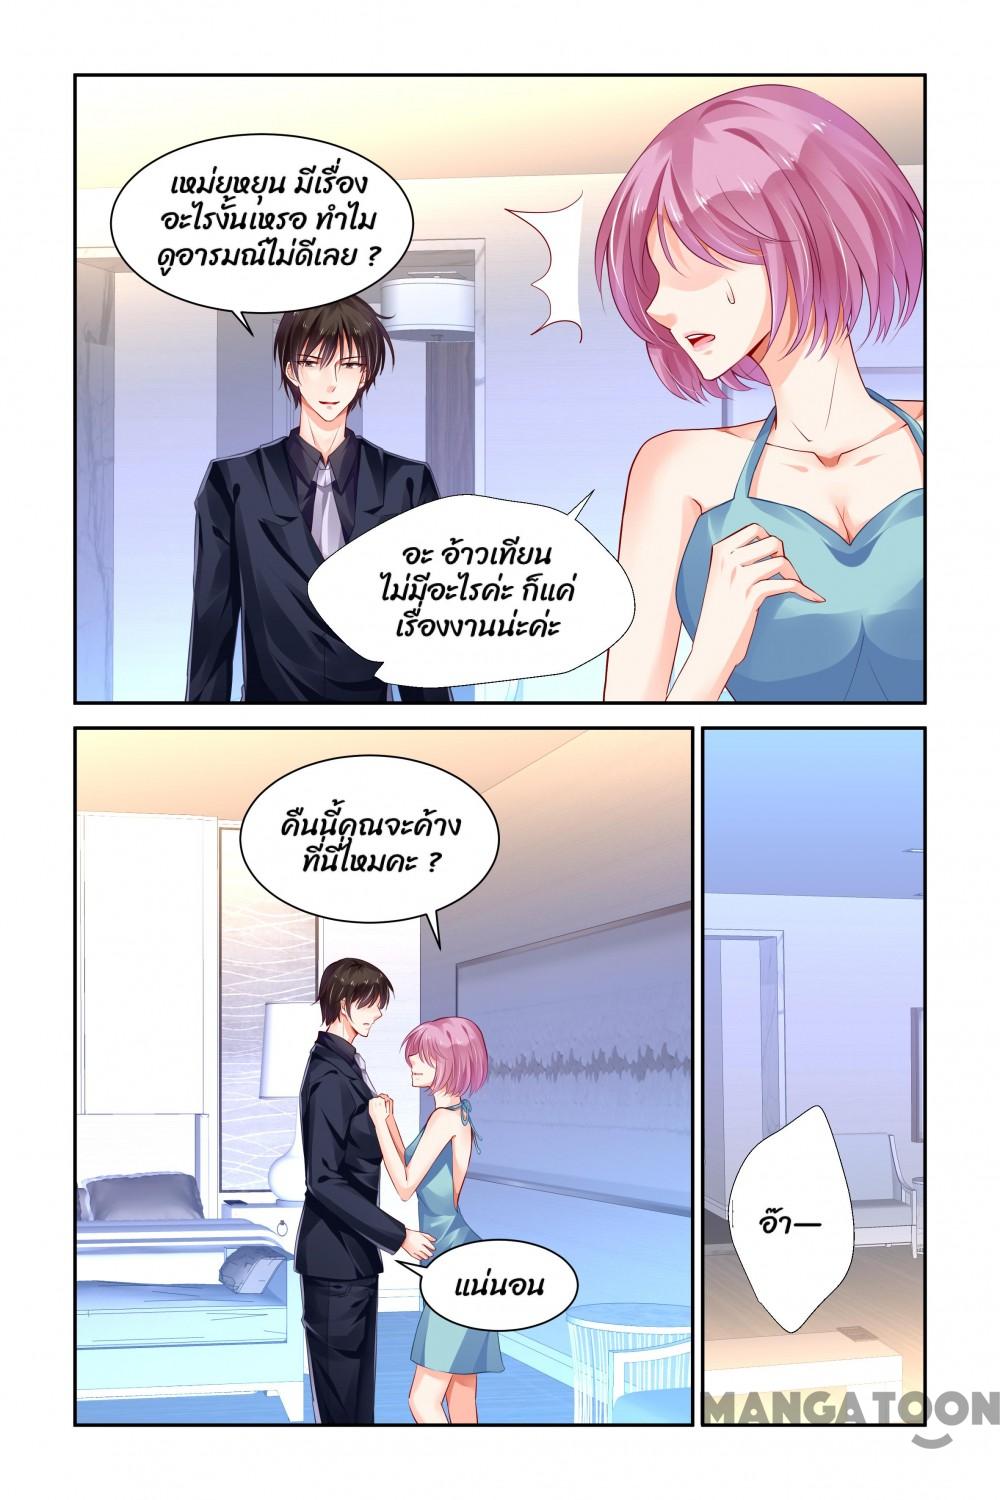 เหม่ยหยุน มีเรื่อง
อะไรงั้นเหรอ ทำไม
ดูอารมณ์ไม่ดีเลย ?
อะ อ้าวเทียน
ไม่มีอะไรค่ะ ก็แค่
เรื่องงานน่ะค่ะ
คืนนี้คุณจะค้าง
ที่นี่ไหมคะ ?
แน่นอน
อ๊า—
MANGATOON